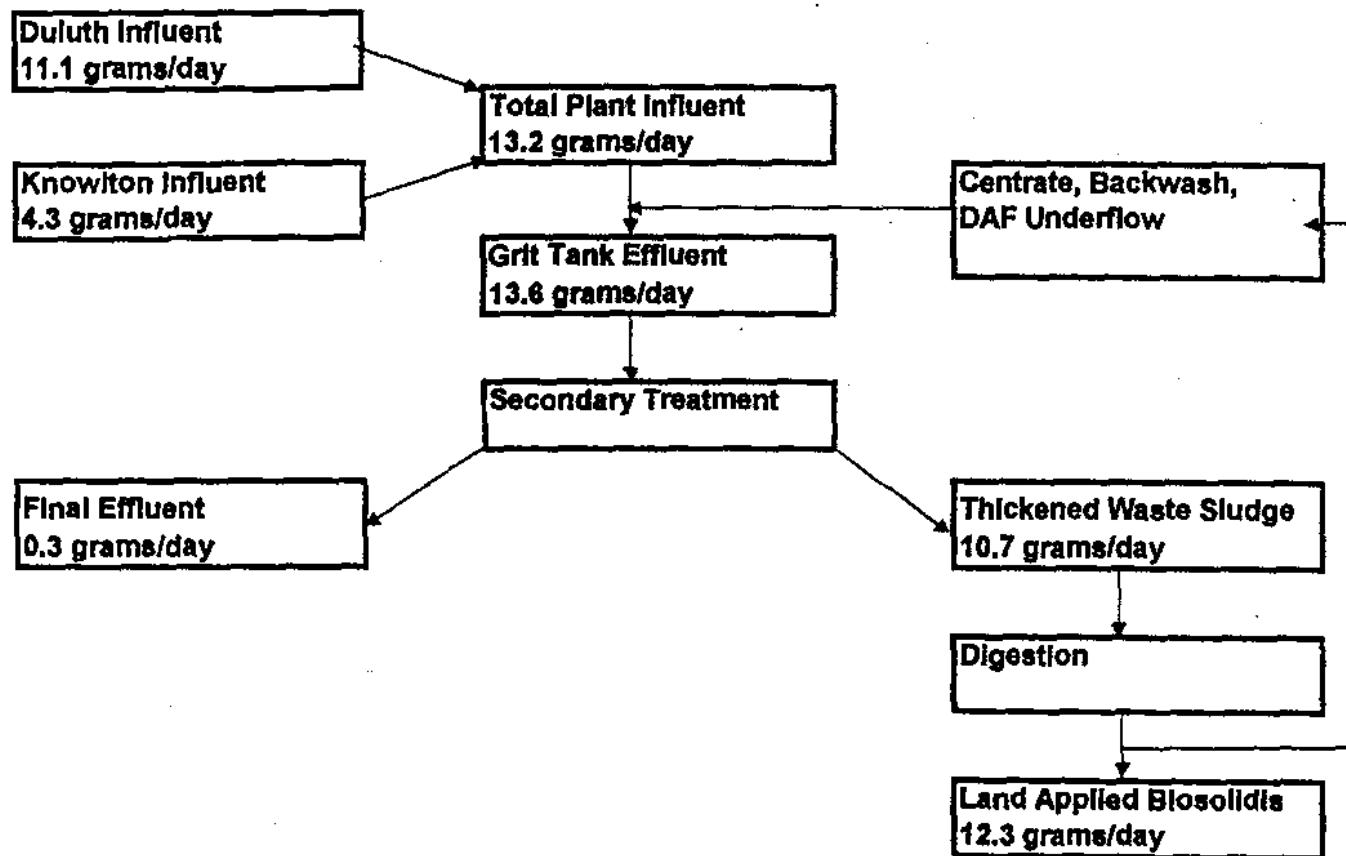 Duluth Influent
11.1 grams/day
Total Plant Influent
13.2 grams/day
Knowlton Influent
4.3 grams/day
Centrate, Backwash,
DAF Underflow
Grit Tank Effluent
13.6 grams/day
Secondary Treatment
Final Effluent
0.3 grams/day
Thickened Waste Sludge
10.7 grams/day
Digestion
Land Applied Biosolidis
12.3 grams/day